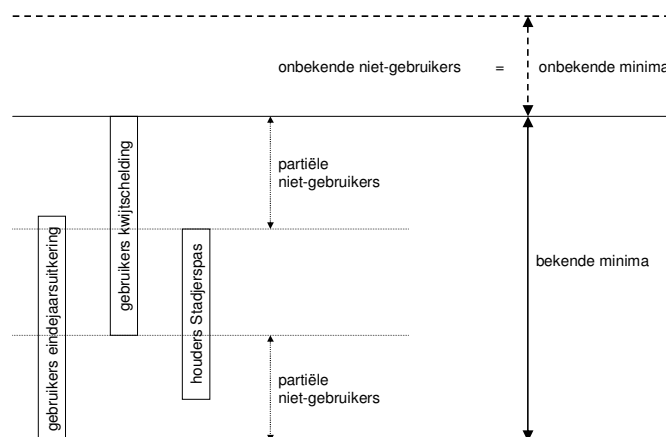 onbekende niet-gebruikers = onbekende minima
partiële
niet-gebruikers
gebruikers kwijtschelding
gebruikers eindejaarsuitkering
houders Stadjerspas
bekende minima
partiële
niet-gebruikers